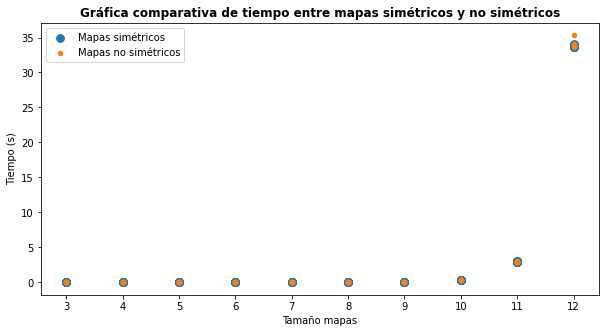 Gráfica comparativa de tiempo entre mapas simétricos y no simétricos
Mapas simétricos
Mapas no simétricos
Tiempo (s)
35
30
25
20
15
10
5
0
3 4 5 6 7 8 9 10 11 12
Tamaño mapas